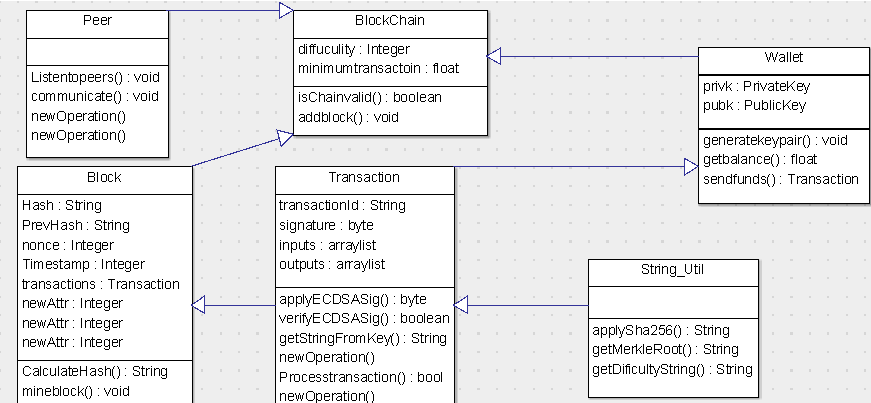 Peer
Listentopeers() : void
communicate() : void
newOperation()
newOperation()
BlockChain
diffuculity : Integer
minimumtransactoin : float
isChainvalid() : boolean
addblock() : void
Wallet
privk : PrivateKey
pubk : PublicKey
generatekeypair() : void
getbalance() : float
sendfunds() : Transaction
Block
Hash : String
PrevHash : String
nonce : Integer
Timestamp : Integer
transactions : Transaction
newAttr : Integer
newAttr : Integer
newAttr : Integer
CalculateHash() : String
mineblock() : void
Transaction
transactionId : String
signature : byte
inputs : arraylist
outputs : arraylist
applyECDSASig() : byte
verifyECDSASig() : boolean
getStringFromKey() : String
newOperation()
Processtransaction() : bool
newOperation()
String_Util
applySha256() : String
getMerkleRoot() : String
getDificultyString() : String